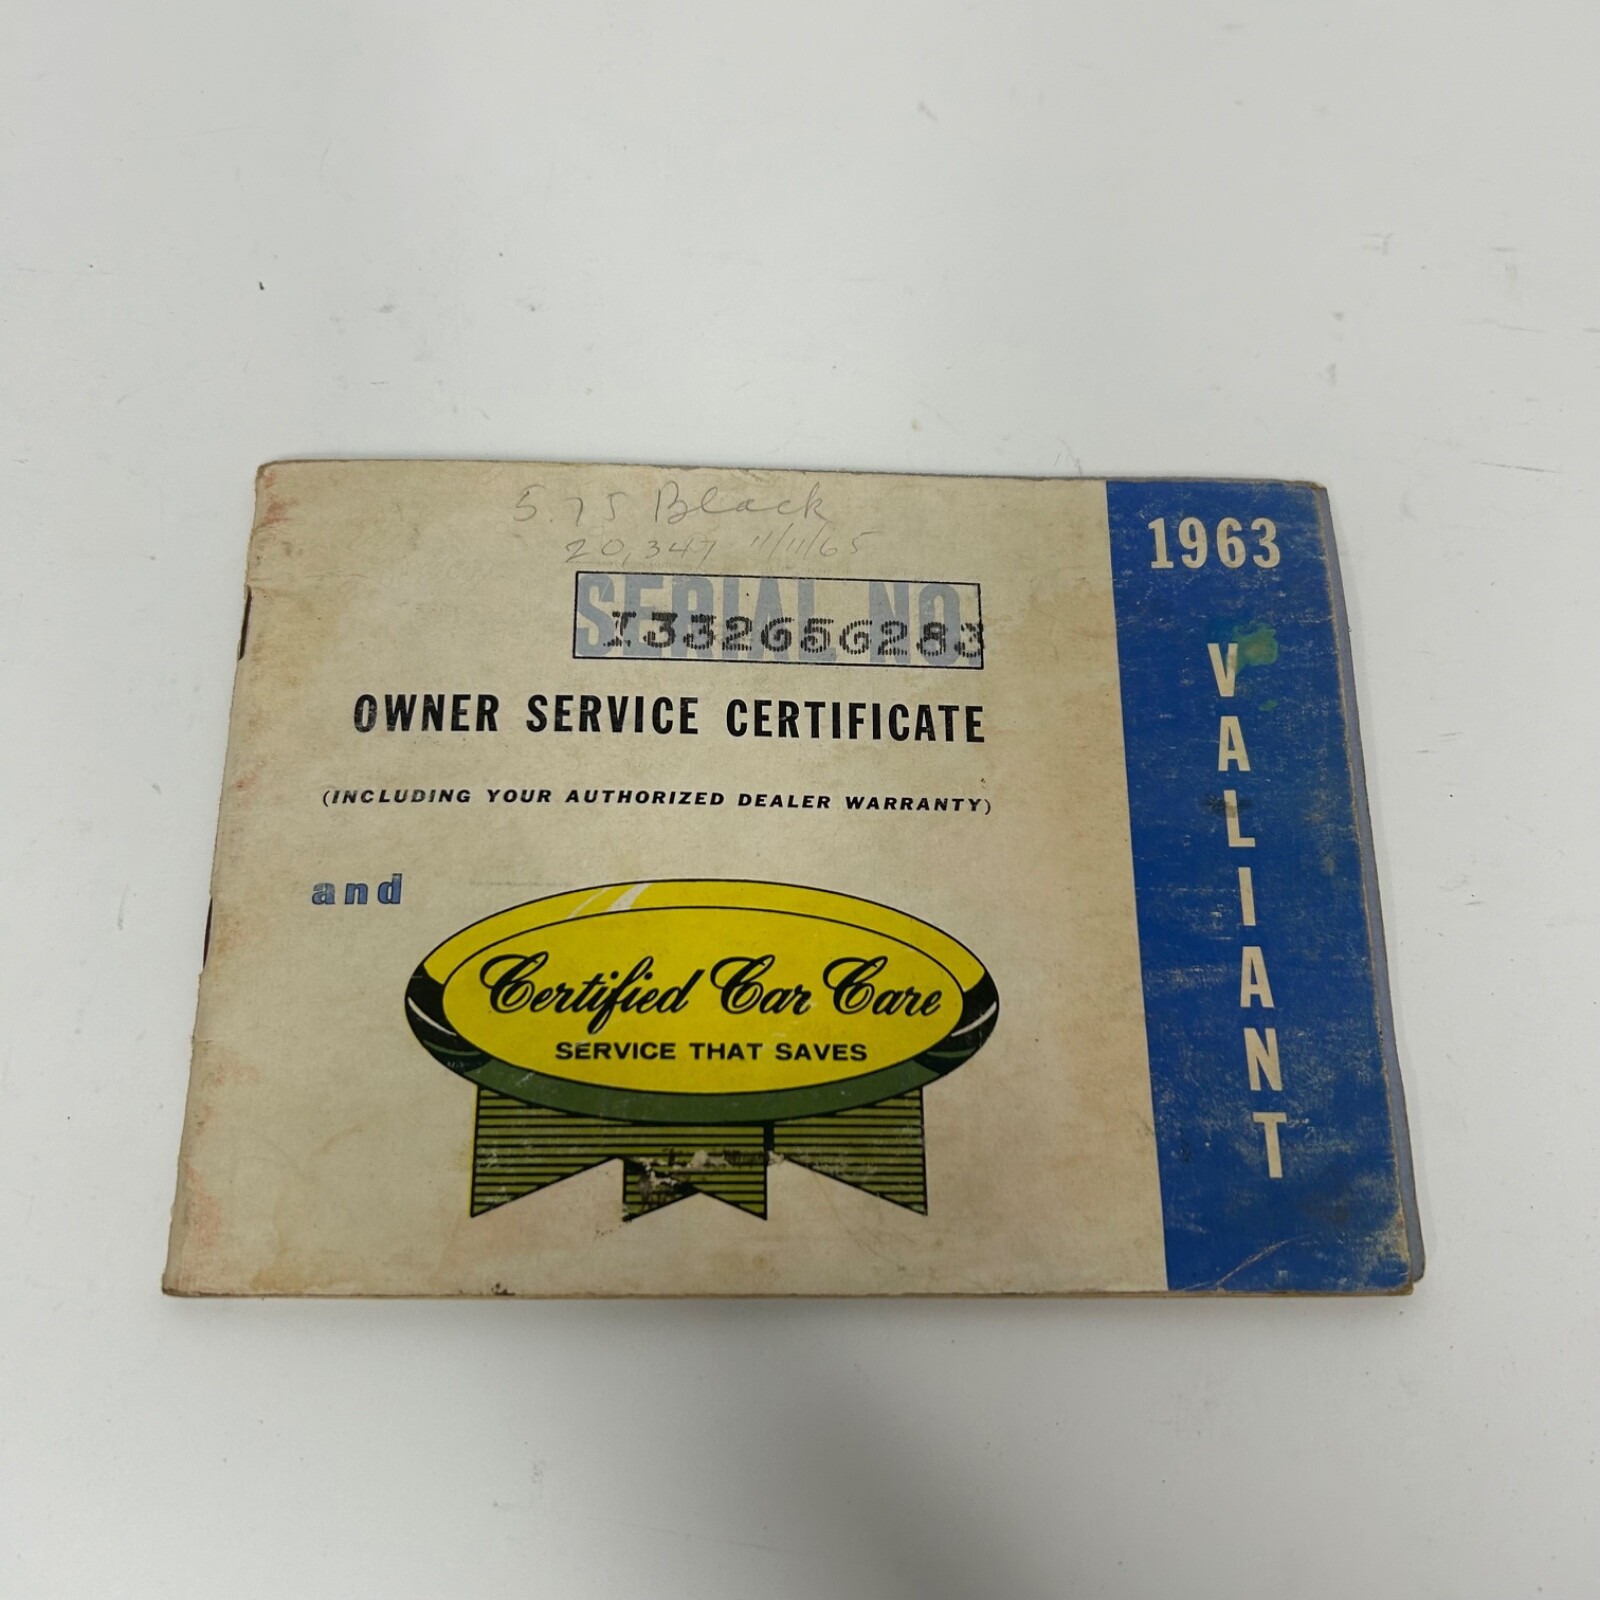 5.75 Black
20,347 11/11/65
SERIAL NO.
1332656283
OWNER SERVICE CERTIFICATE
(INCLUDING YOUR AUTHORIZED DEALER WARRANTY)
and
Certified Car Care
SERVICE THAT SAVES
1963
VALIANT